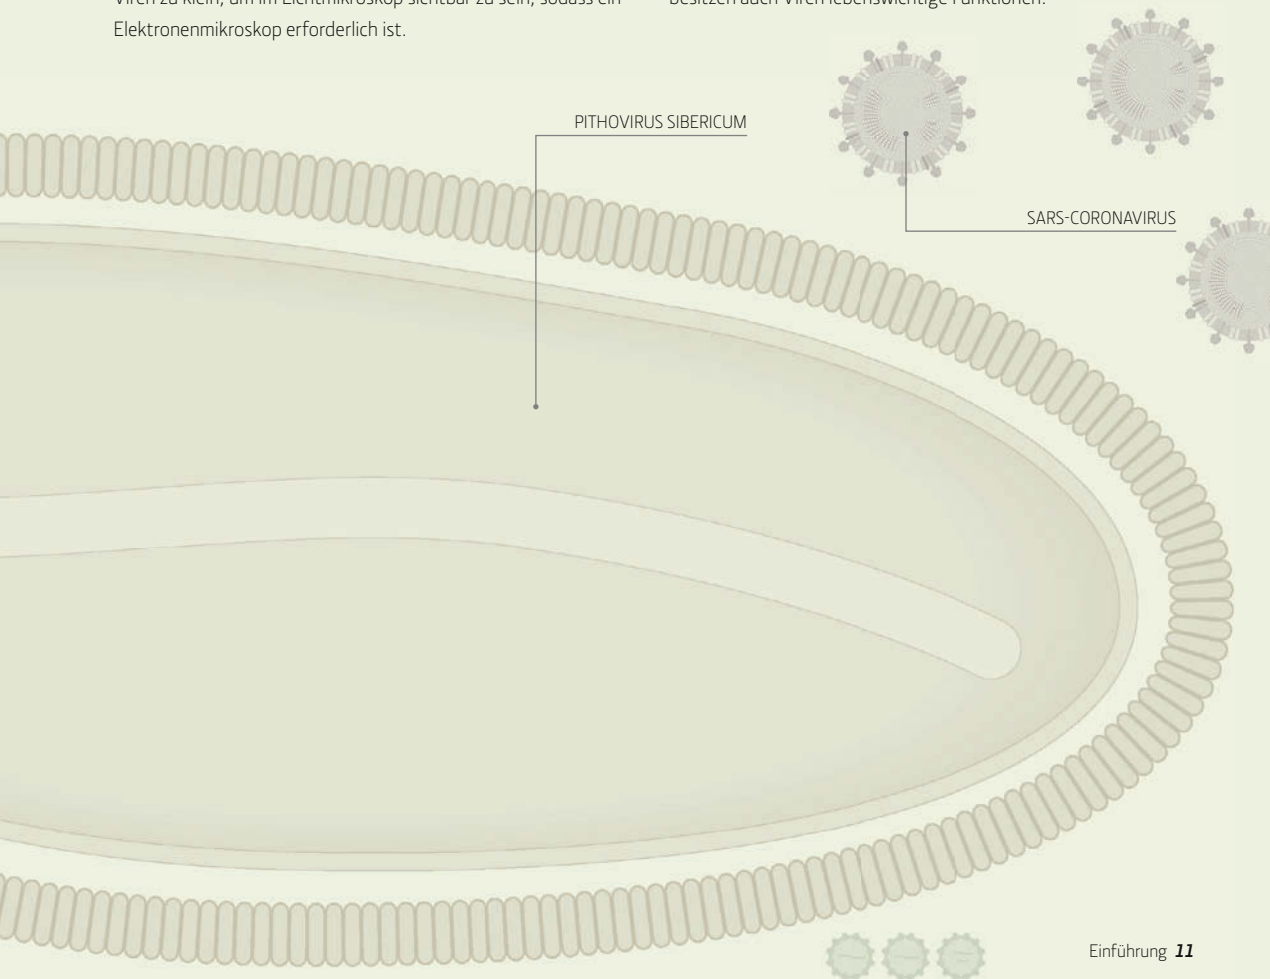 Viren zu klein, um im Lichtmikroskop sichtbar zu sein, sodass ein
Elektronenmikroskop erforderlich ist.
besitzen auch Viren lebenswichtige Funktionen.
PITHOVIRUS SIBERICUM
SARS-CORONAVIRUS
Einführung 11